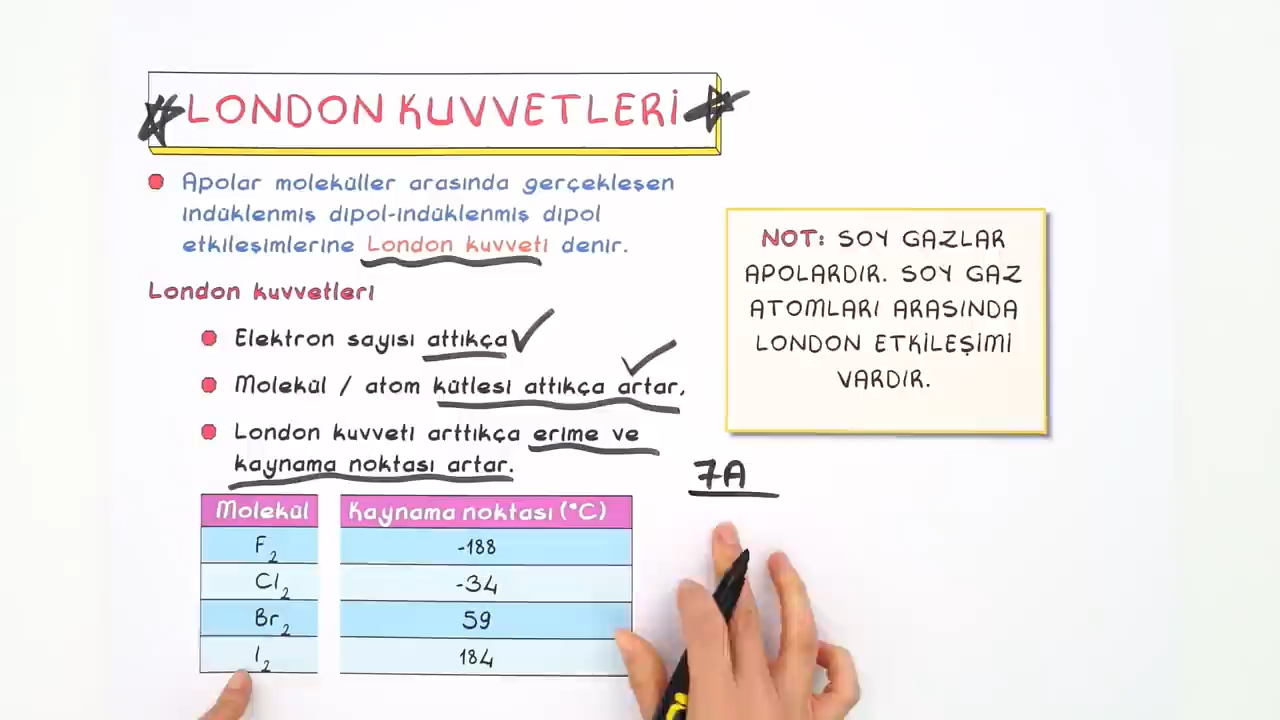 LONDON KUVVETLERİ
Apolar moleküller arasında gerçekleşen
indüklenmiş dipol-indüklenmiş dipol
etkileşimlerine London kuvveti denir.
London kuvvetleri
Elektron sayısı attıkça
Molekül / atom kütlesi attıkça artar.
London kuvveti arttıkça erime ve
kaynama noktası artar.
NOT: SOY GAZLAR
APOLARDIR. SOY GAZ
ATOMLARI ARASINDA
LONDON ETKİLEŞİMİ
VARDIR.
7A
Molekül Kaynama noktası (°C)
F₂ -188
Cl₂ -34
Br₂ 59
I₂ 184